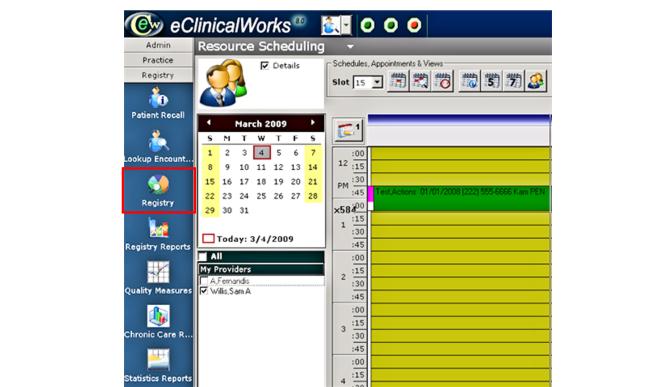 eClinicalWorks 8.0
Admin
Practice
Registry
Patient Recall
Lookup Encount...
Registry
Registry Reports
Quality Measures
Chronic Care R...
Statistics Reports
Resource Scheduling
Details
Schedules, Appointments & Views
Slot 15
March 2009
S M T W T F S
1 2 3 4 5 6 7
8 9 10 11 12 13 14
15 16 17 18 19 20 21
22 23 24 25 26 27 28
29 30 31
Today: 3/4/2009
All
My Providers
A,Fernandis
Willis,Sam A
1
12 :00
:15
PM :30
:45 Test,Actions: 01/01/2008 (222) 555-6666 Kam PEN
x584 :00
1 :15
:30
:45
:00
2 :15
:30
:45
:00
3 :15
:30
:45
:00
4 :15